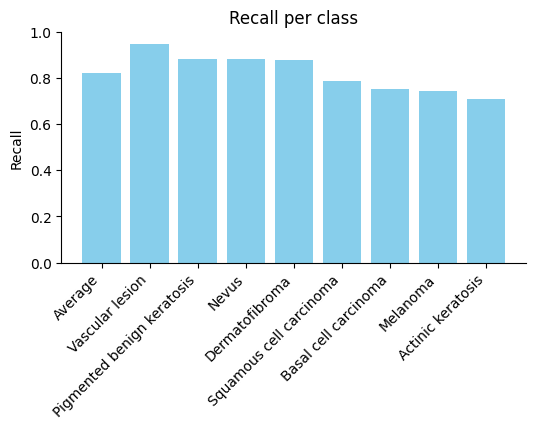 Recall per class
Recall
1.0
0.8
0.6
0.4
0.2
0.0
Average
Vascular lesion
Pigmented benign keratosis
Nevus
Dermatofibroma
Squamous cell carcinoma
Basal cell carcinoma
Melanoma
Actinic keratosis